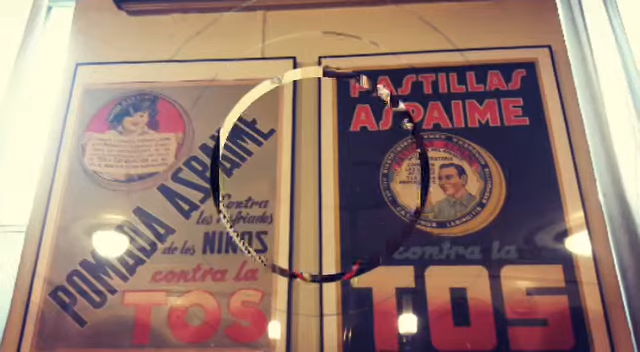 POMADA ASPAIME
Contra
los resfriados
de los NIÑOS
contra la
TOS
PASTILLAS
ASPAIME
contra la
TOS